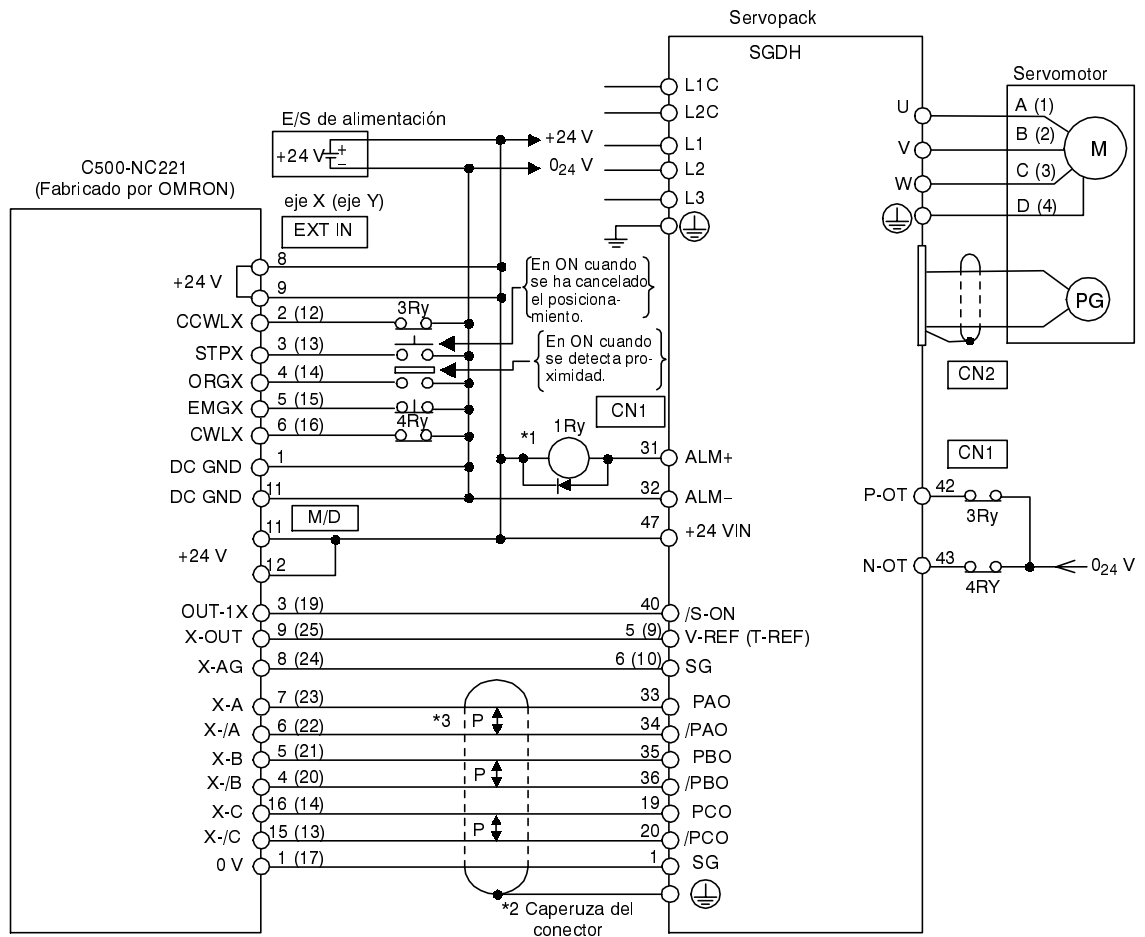 Servopack
SGDH
Servomotor
E/S de alimentación
+24 V
+
–
+24 V
0₂₄ V
C500-NC221
(Fabricado por OMRON)
eje X (eje Y)
EXT IN
L1C
L2C
L1
L2
L3
U
V
W
A (1)
B (2)
C (3)
D (4)
M
PG
CN2
+24 V
8
9
CCWLX
2 (12)
3Ry
STPX
3 (13)
ORGX
4 (14)
EMGX
5 (15)
CWLX
6 (16)
4Ry
DC GND
1
DC GND
11
En ON cuando
se ha cancelado
el posiciona-
miento.
En ON cuando
se detecta pro-
ximidad.
CN1
*1
1Ry
31
ALM+
32
ALM–
M/D
11
+24 V
12
47
+24 VIN
CN1
P-OT
42
3Ry
N-OT
43
4RY
0₂₄ V
OUT-1X
3 (19)
40
/S-ON
X-OUT
9 (25)
5 (9)
V-REF (T-REF)
X-AG
8 (24)
6 (10)
SG
X-A
7 (23)
33
PAO
*3
P
X-/A
6 (22)
34
/PAO
X-B
5 (21)
35
PBO
P
X-/B
4 (20)
36
/PBO
X-C
16 (14)
19
PCO
P
X-/C
15 (13)
20
/PCO
0 V
1 (17)
1
SG
*2 Caperuza del
conector